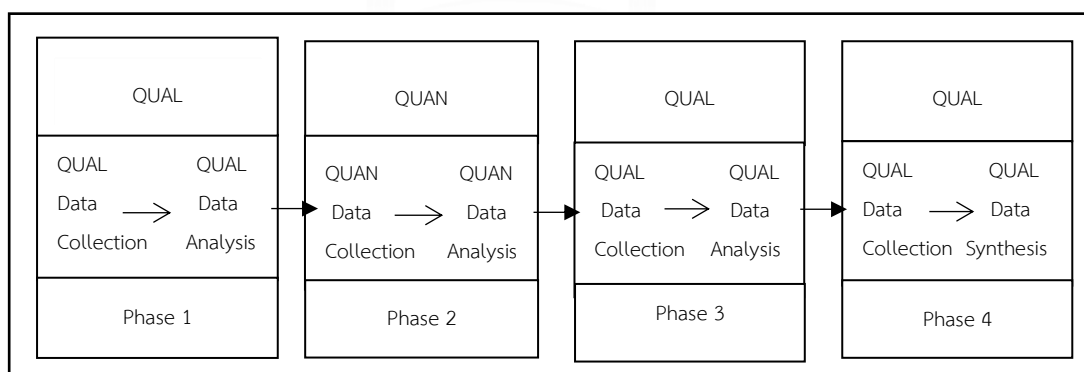 QUAL
QUAL QUAL
Data Data
Collection Analysis
Phase 1
QUAN
QUAN QUAN
Data Data
Collection Analysis
Phase 2
QUAL
QUAL QUAL
Data Data
Collection Analysis
Phase 3
QUAL
QUAL QUAL
Data Data
Collection Synthesis
Phase 4